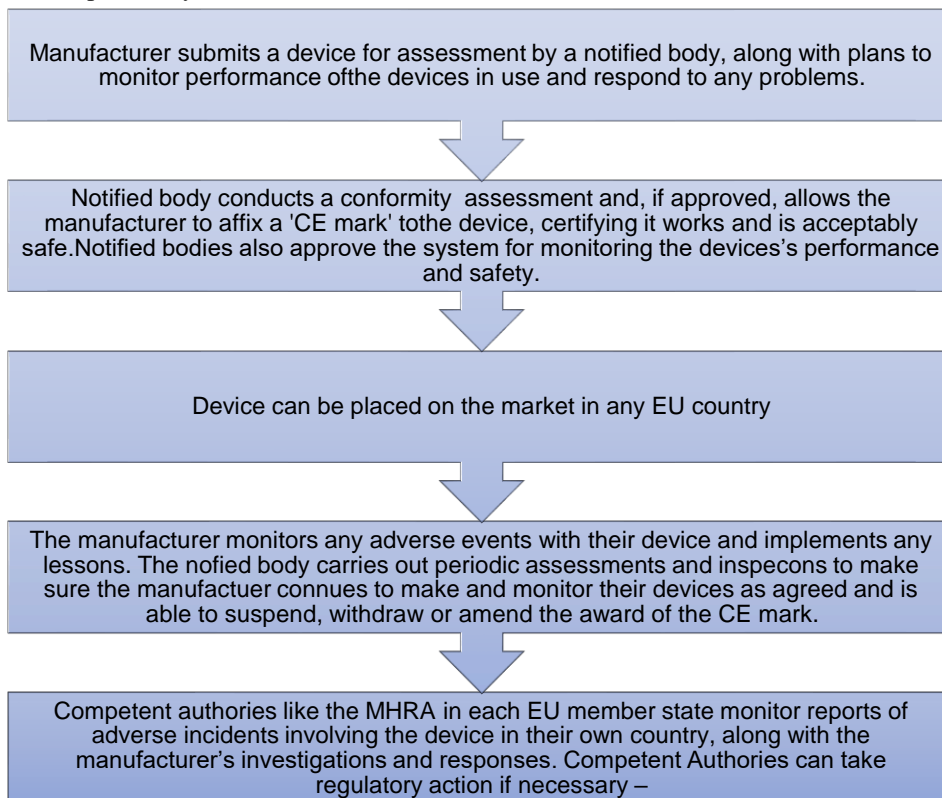 Manufacturer submits a device for assessment by a notified body, along with plans to
monitor performance ofthe devices in use and respond to any problems.
Notified body conducts a conformity assessment and, if approved, allows the
manufacturer to affix a 'CE mark' tothe device, certifying it works and is acceptably
safe.Notified bodies also approve the system for monitoring the devices's performance
and safety.
Device can be placed on the market in any EU country
The manufacturer monitors any adverse events with their device and implements any
lessons. The nofied body carries out periodic assessments and inspecons to make
sure the manufactuer connues to make and monitor their devices as agreed and is
able to suspend, withdraw or amend the award of the CE mark.
Competent authories like the MHRA in each EU member state monitor reports of
adverse incidents involving the device in their own country, along with the
manufacturer’s investigations and responses. Competent Authories can take
regulatory action if necessary –